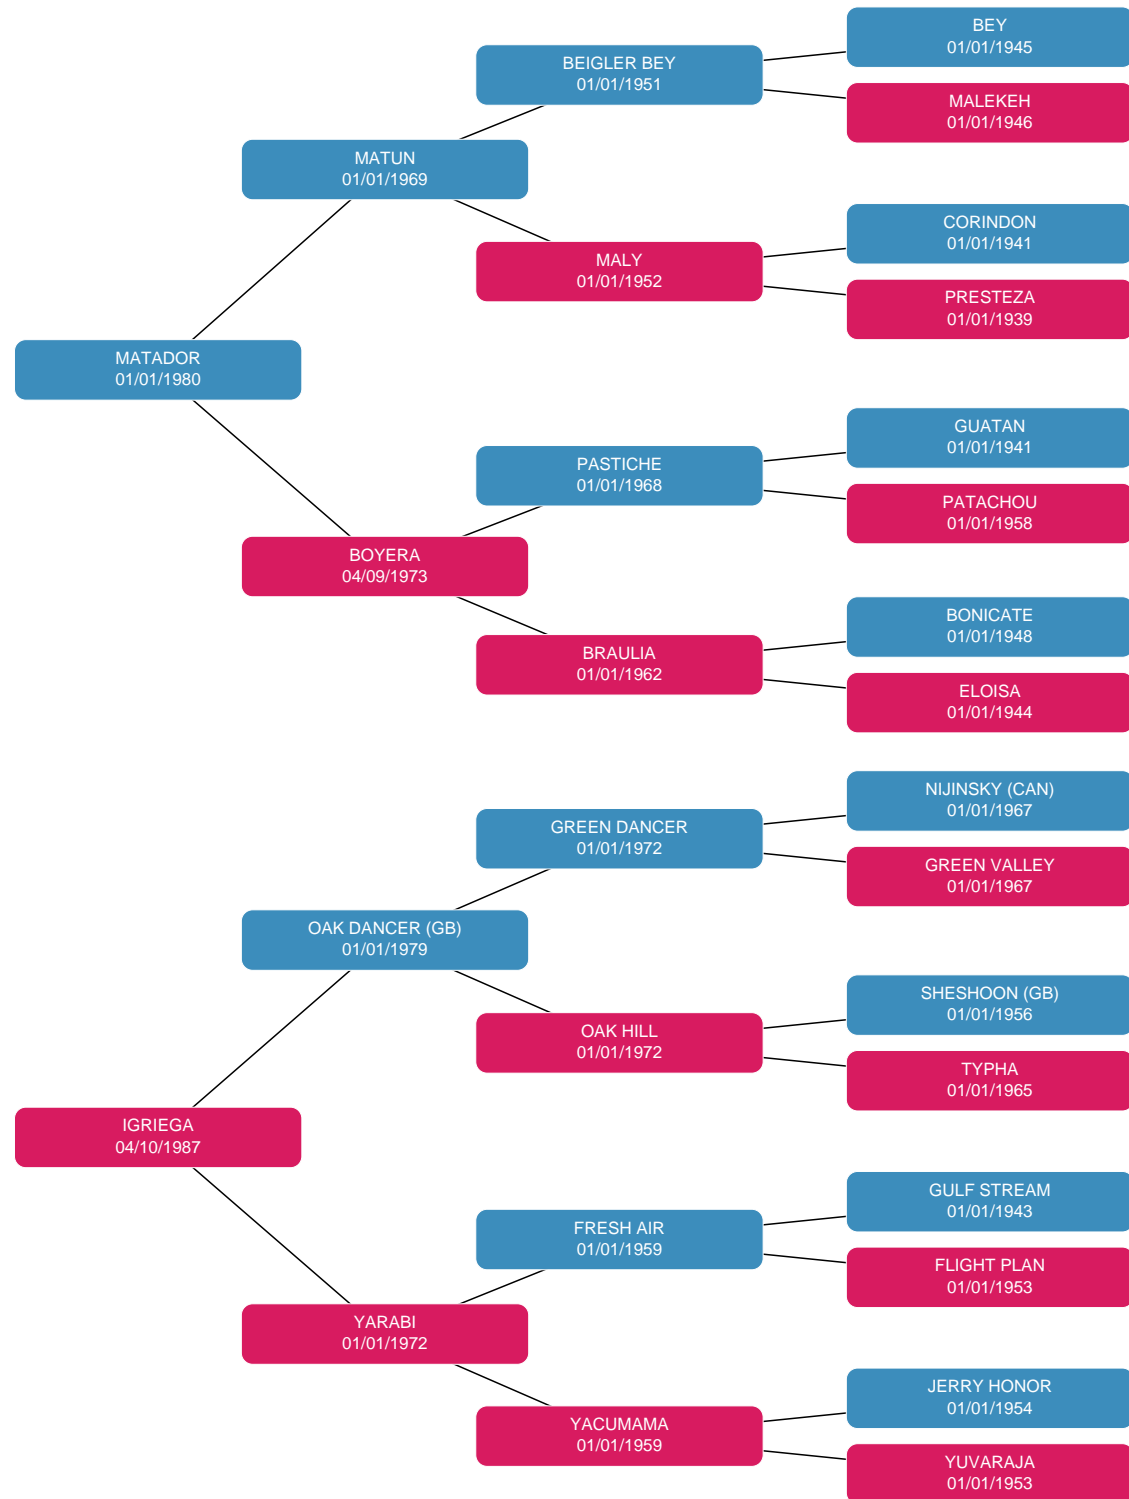 BEY
01/01/1945
BEIGLER BEY
01/01/1951
MALEKEH
01/01/1946
MATUN
01/01/1969
CORINDON
01/01/1941
MALY
01/01/1952
PRESTEZA
01/01/1939
MATADOR
01/01/1980
GUATAN
01/01/1941
PASTICHE
01/01/1968
PATACHOU
01/01/1958
BOYERA
04/09/1973
BONICATE
01/01/1948
BRAULIA
01/01/1962
ELOISA
01/01/1944
NIJINSKY (CAN)
01/01/1967
GREEN DANCER
01/01/1972
GREEN VALLEY
01/01/1967
OAK DANCER (GB)
01/01/1979
SHESHOON (GB)
01/01/1956
OAK HILL
01/01/1972
TYPHA
01/01/1965
IGRIEGA
04/10/1987
GULF STREAM
01/01/1943
FRESH AIR
01/01/1959
FLIGHT PLAN
01/01/1953
YARABI
01/01/1972
JERRY HONOR
01/01/1954
YACUMAMA
01/01/1959
YUVARAJA
01/01/1953